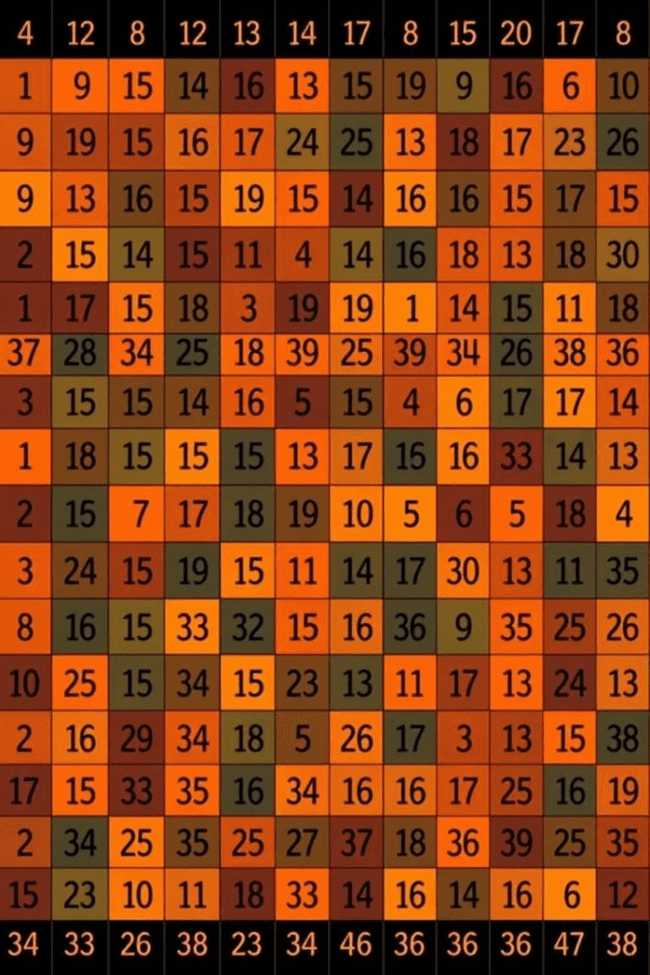 4 12 8 12 13 14 17 8 15 20 17 8
1 9 15 14 16 13 15 19 9 16 6 10
9 19 15 16 17 24 25 13 18 17 23 26
9 13 16 15 19 15 14 16 16 15 17 15
2 15 14 15 11 4 14 16 18 13 18 30
1 17 15 18 3 19 19 1 14 15 11 18
37 28 34 25 18 39 25 39 34 26 38 36
3 15 15 14 16 5 15 4 6 17 17 14
1 18 15 15 15 13 17 16 16 33 14 13
2 15 7 17 18 19 10 5 6 5 18 4
3 24 15 19 15 11 14 17 30 13 11 35
8 16 15 33 32 15 16 36 9 35 25 26
10 25 15 34 15 23 13 11 17 13 24 13
2 16 29 34 18 5 26 17 3 13 15 38
17 15 33 35 16 34 16 16 17 25 16 19
2 34 25 35 25 27 37 18 36 39 25 35
15 23 10 11 18 33 14 16 14 16 6 12
34 33 26 38 23 34 46 36 36 36 47 38